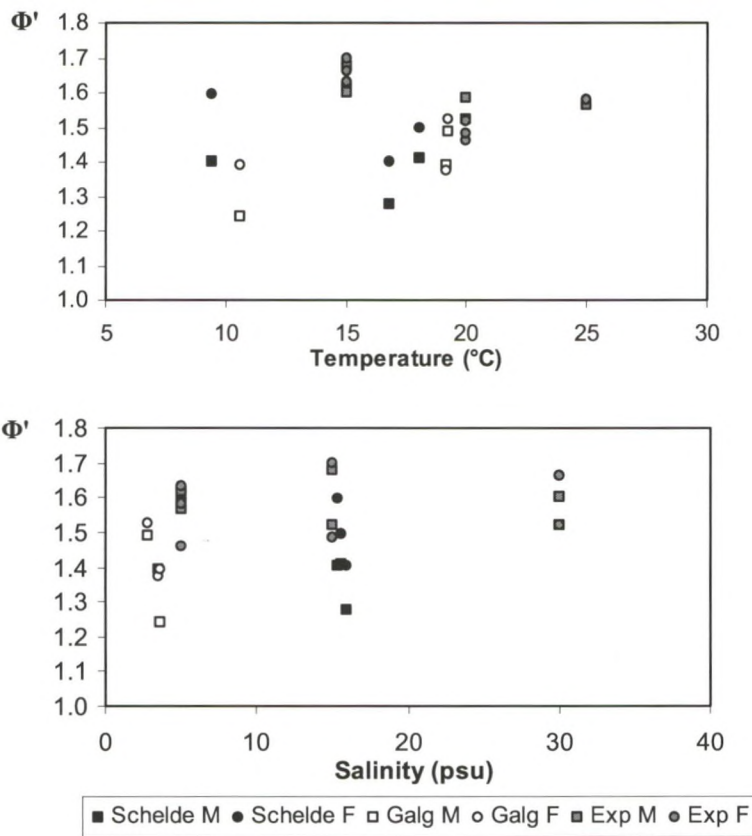 Φ'
1.8
1.7
1.6
1.5
1.4
1.3
1.2
1.1
1.0
5 10 15 20 25 30
Temperature (°C)
Φ'
1.8
1.7
1.6
1.5
1.4
1.3
1.2
1.1
1.0
0 10 20 30 40
Salinity (psu)
Schelde M Schelde F Galg M Galg F Exp M Exp F